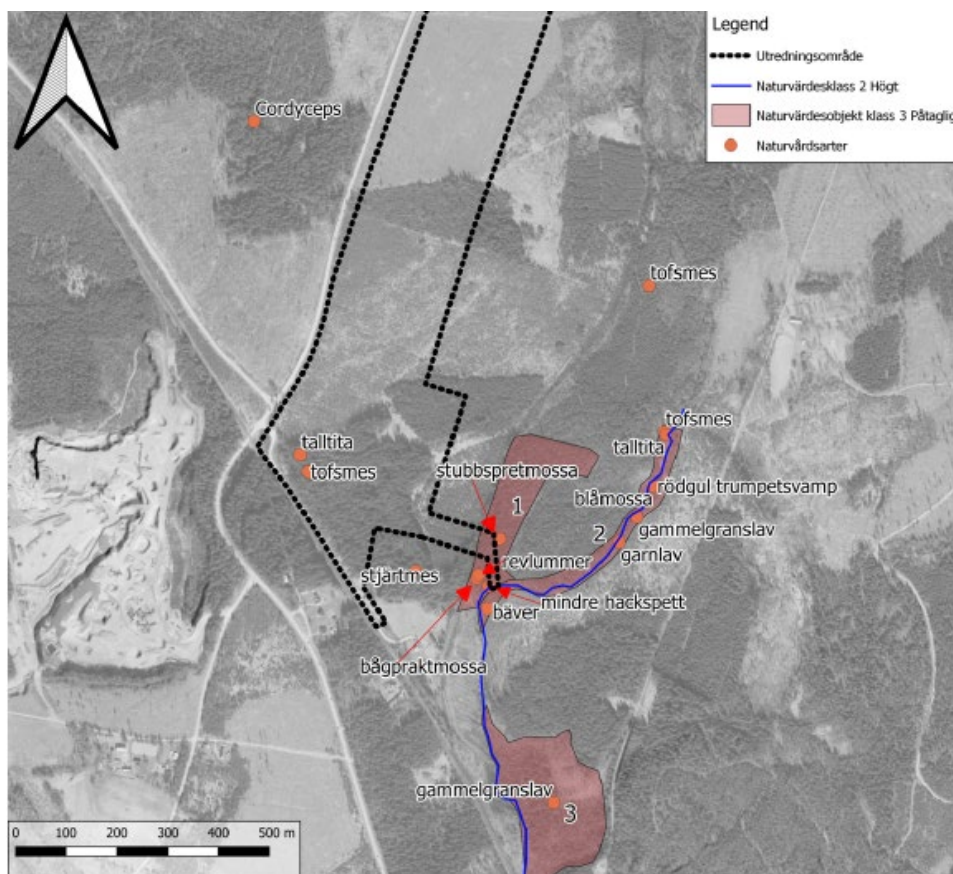 Legend
Utredningsområde
Naturvärdesklass 2 Högt
Naturvärdesobjekt klass 3 Påtaglig
Naturvårdsarter
Cordyceps
tofsmes
tofsmes
talltita
talltita
tofsmes
stubbspretmossa
1
rödgul trumpetsvamp
blåmossa
gammelgranslav
2
garnlav
revlummer
stjärtmes
mindre hackspett
bäver
bågpraktmossa
gammelgranslav
3
0 100 200 300 400 500 m